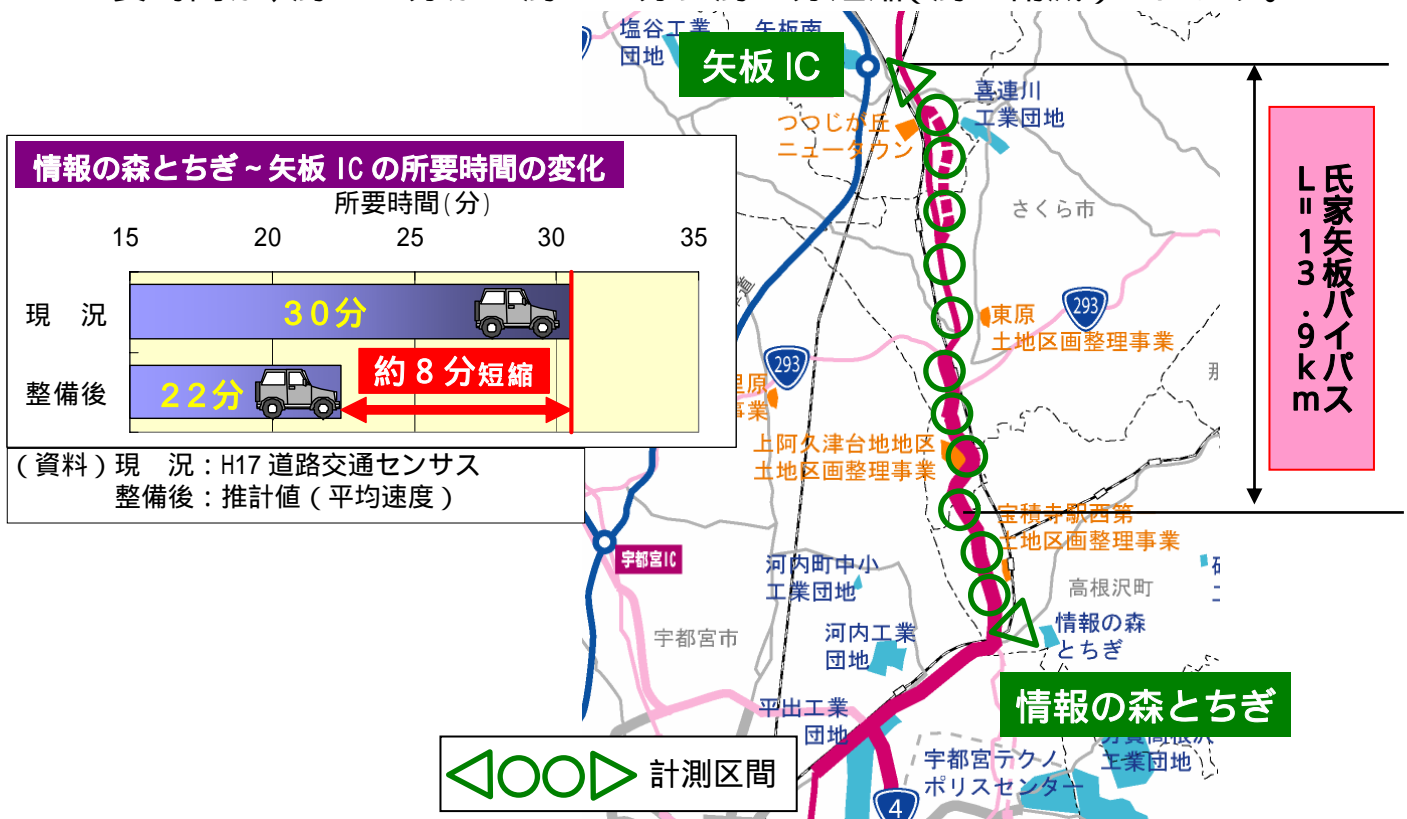 塩谷工業
団地
矢板南
矢板 IC
喜連川
工業団地
つつじが丘
ニュータウン
情報の森とちぎ~矢板 IC の所要時間の変化
所要時間(分)
15 20 25 30 35
現 況
30分
整備後
22分
約8分短縮
(資料)現 況:H17 道路交通センサス
整備後:推計値(平均速度)
さくら市
氏家矢板バイパス
L=13.9km
293
東原
土地区画整理事業
293
上阿久津台地地区
土地区画整理事業
宝積寺駅西第
土地区画整理事業
宇都宮IC
河内町中小
工業団地
高根沢町
宇都宮市
河内工業
団地
情報の森
とちぎ
情報の森とちぎ
平出工業
団地
宇都宮テクノ
ポリスセンター
工業団地
4
計測区間